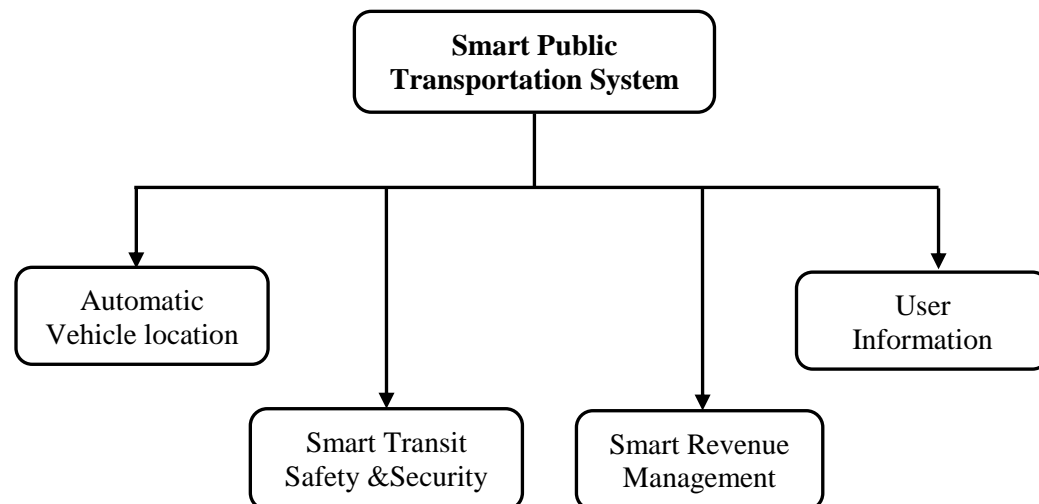 Smart Public
Transportation System
Automatic
Vehicle location
User
Information
Smart Transit
Safety &Security
Smart Revenue
Management